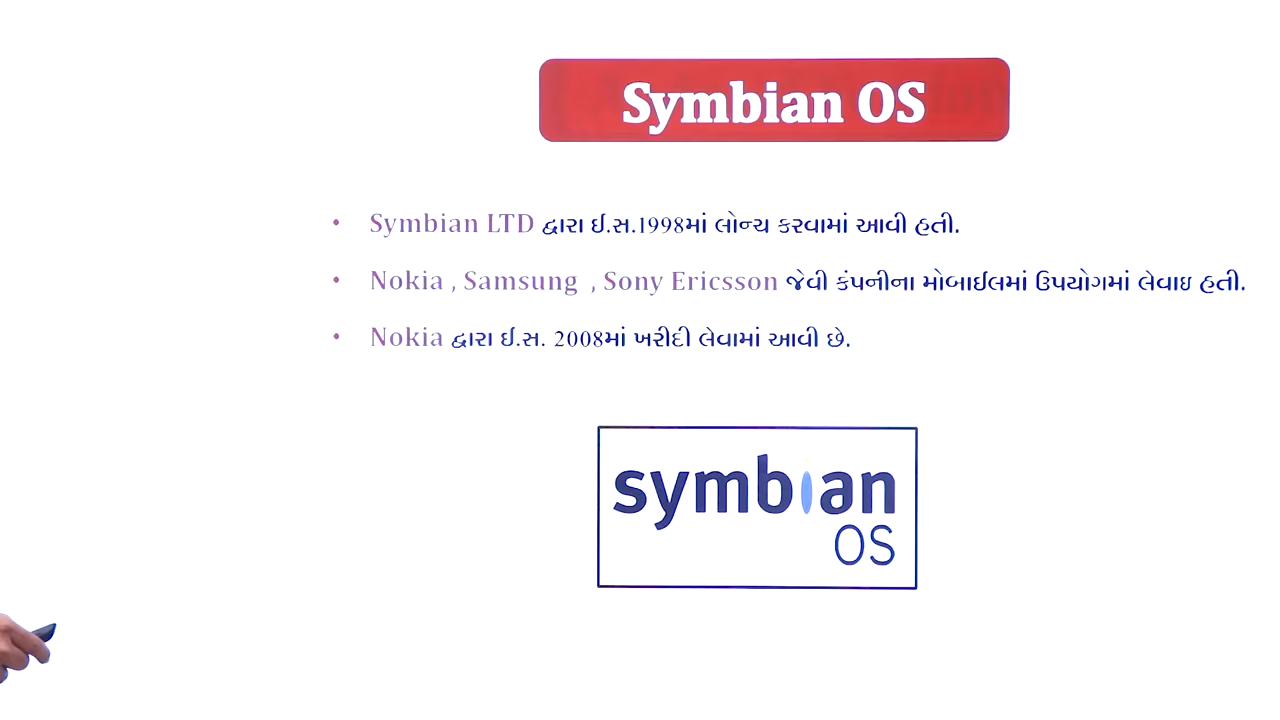 Symbian OS
• Symbian LTD દ્વારા ઈ.સ.1998માં લોન્ચ કરવામાં આવી હતી.
• Nokia , Samsung , Sony Ericsson જેવી કંપનીના મોબાઈલમાં ઉપયોગમાં લેવાઇ હતી.
• Nokia દ્વારા ઈ.સ. 2008માં ખરીદી લેવામાં આવી છે.
symbian
OS